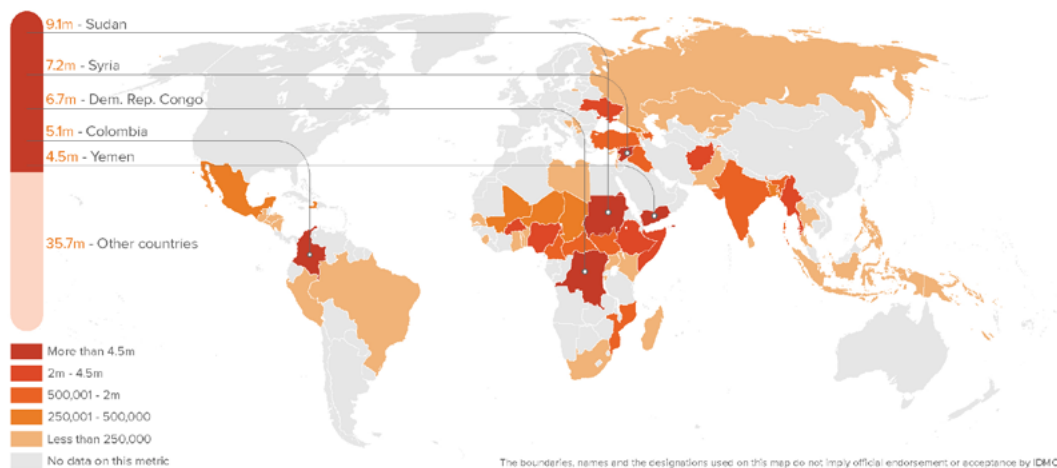 9.1m - Sudan
7.2m - Syria
6.7m - Dem. Rep. Congo
5.1m - Colombia
4.5m - Yemen
35.7m - Other countries
More than 4.5m
2m - 4.5m
500,001 - 2m
250,001 - 500,000
Less than 250,000
No data on this metric
The boundaries, names and the designations used on this map do not imply official endorsement or acceptance by IDMC